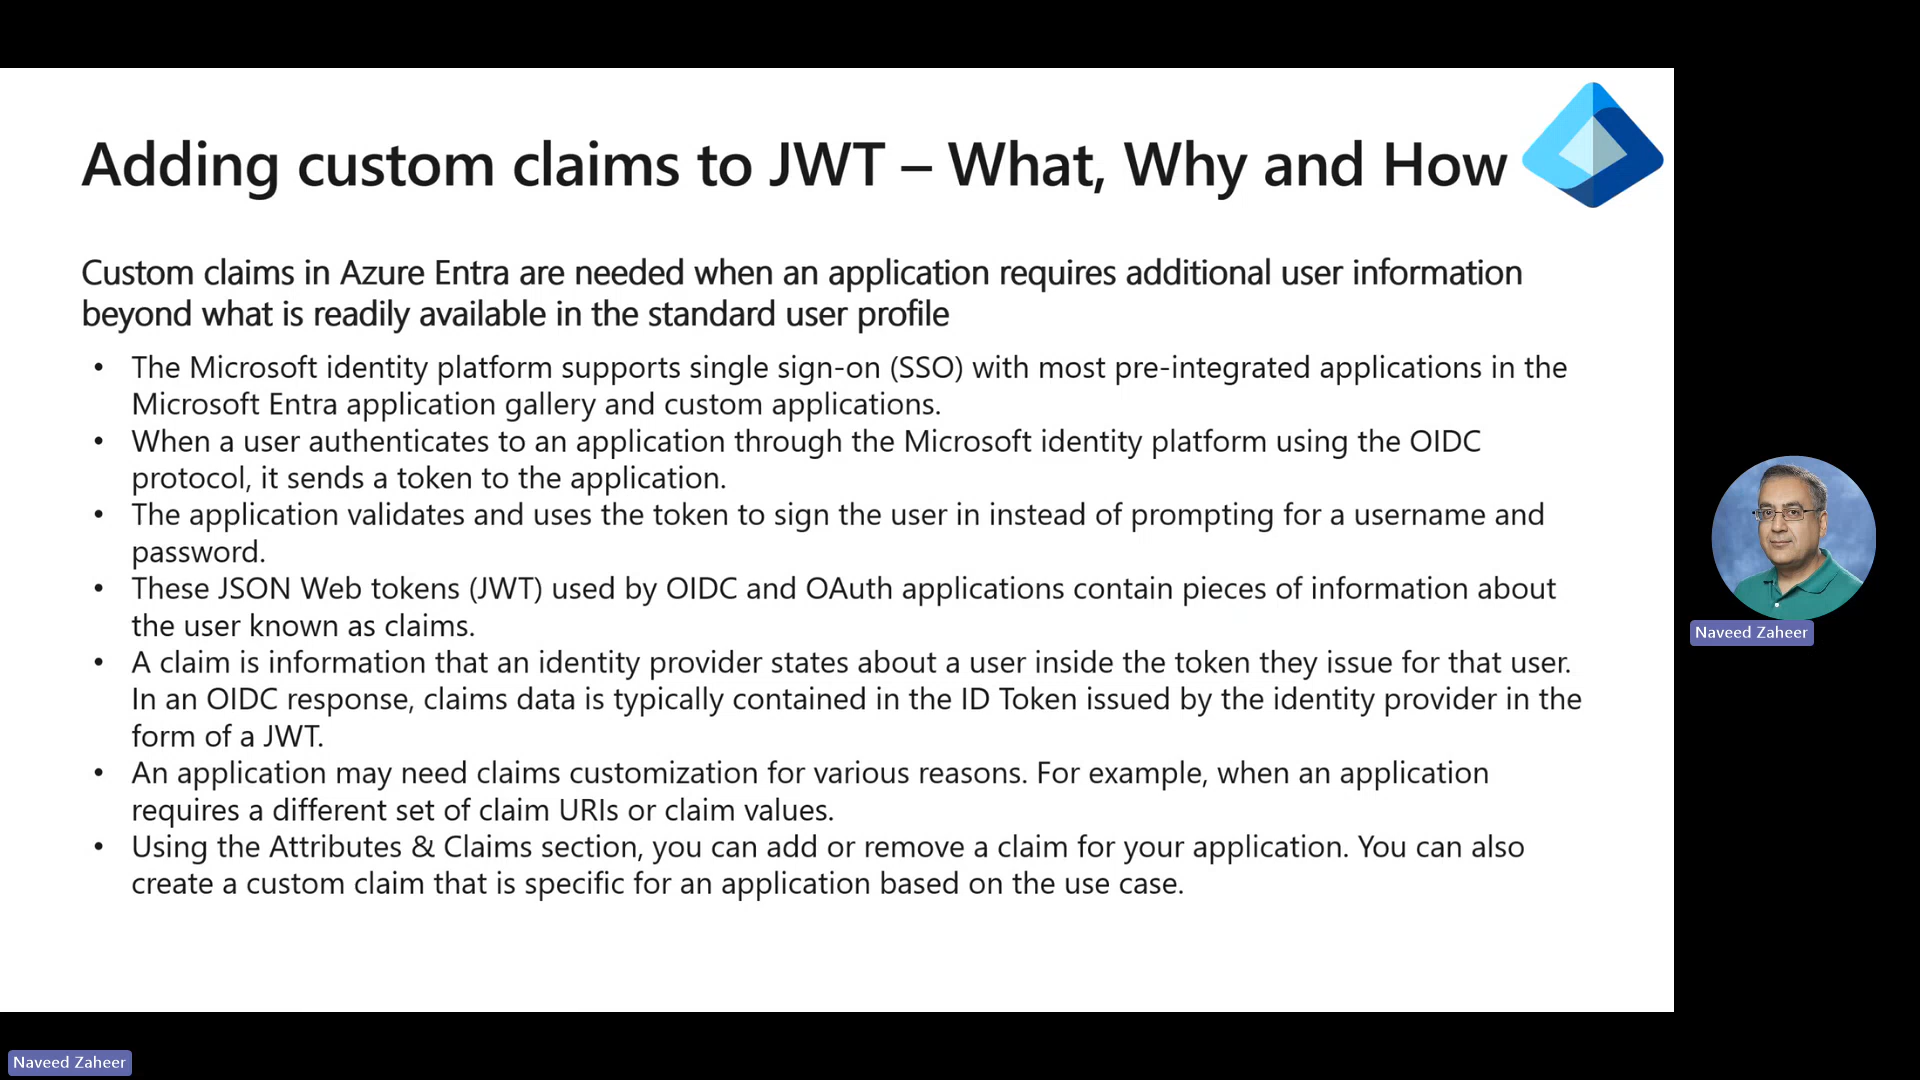 Adding custom claims to JWT – What, Why and How
Custom claims in Azure Entra are needed when an application requires additional user information
beyond what is readily available in the standard user profile
• The Microsoft identity platform supports single sign-on (SSO) with most pre-integrated applications in the
Microsoft Entra application gallery and custom applications.
• When a user authenticates to an application through the Microsoft identity platform using the OIDC
protocol, it sends a token to the application.
• The application validates and uses the token to sign the user in instead of prompting for a username and
password.
• These JSON Web tokens (JWT) used by OIDC and OAuth applications contain pieces of information about
the user known as claims.
• A claim is information that an identity provider states about a user inside the token they issue for that user.
In an OIDC response, claims data is typically contained in the ID Token issued by the identity provider in the
form of a JWT.
• An application may need claims customization for various reasons. For example, when an application
requires a different set of claim URIs or claim values.
• Using the Attributes & Claims section, you can add or remove a claim for your application. You can also
create a custom claim that is specific for an application based on the use case.
Naveed Zaheer
Naveed Zaheer